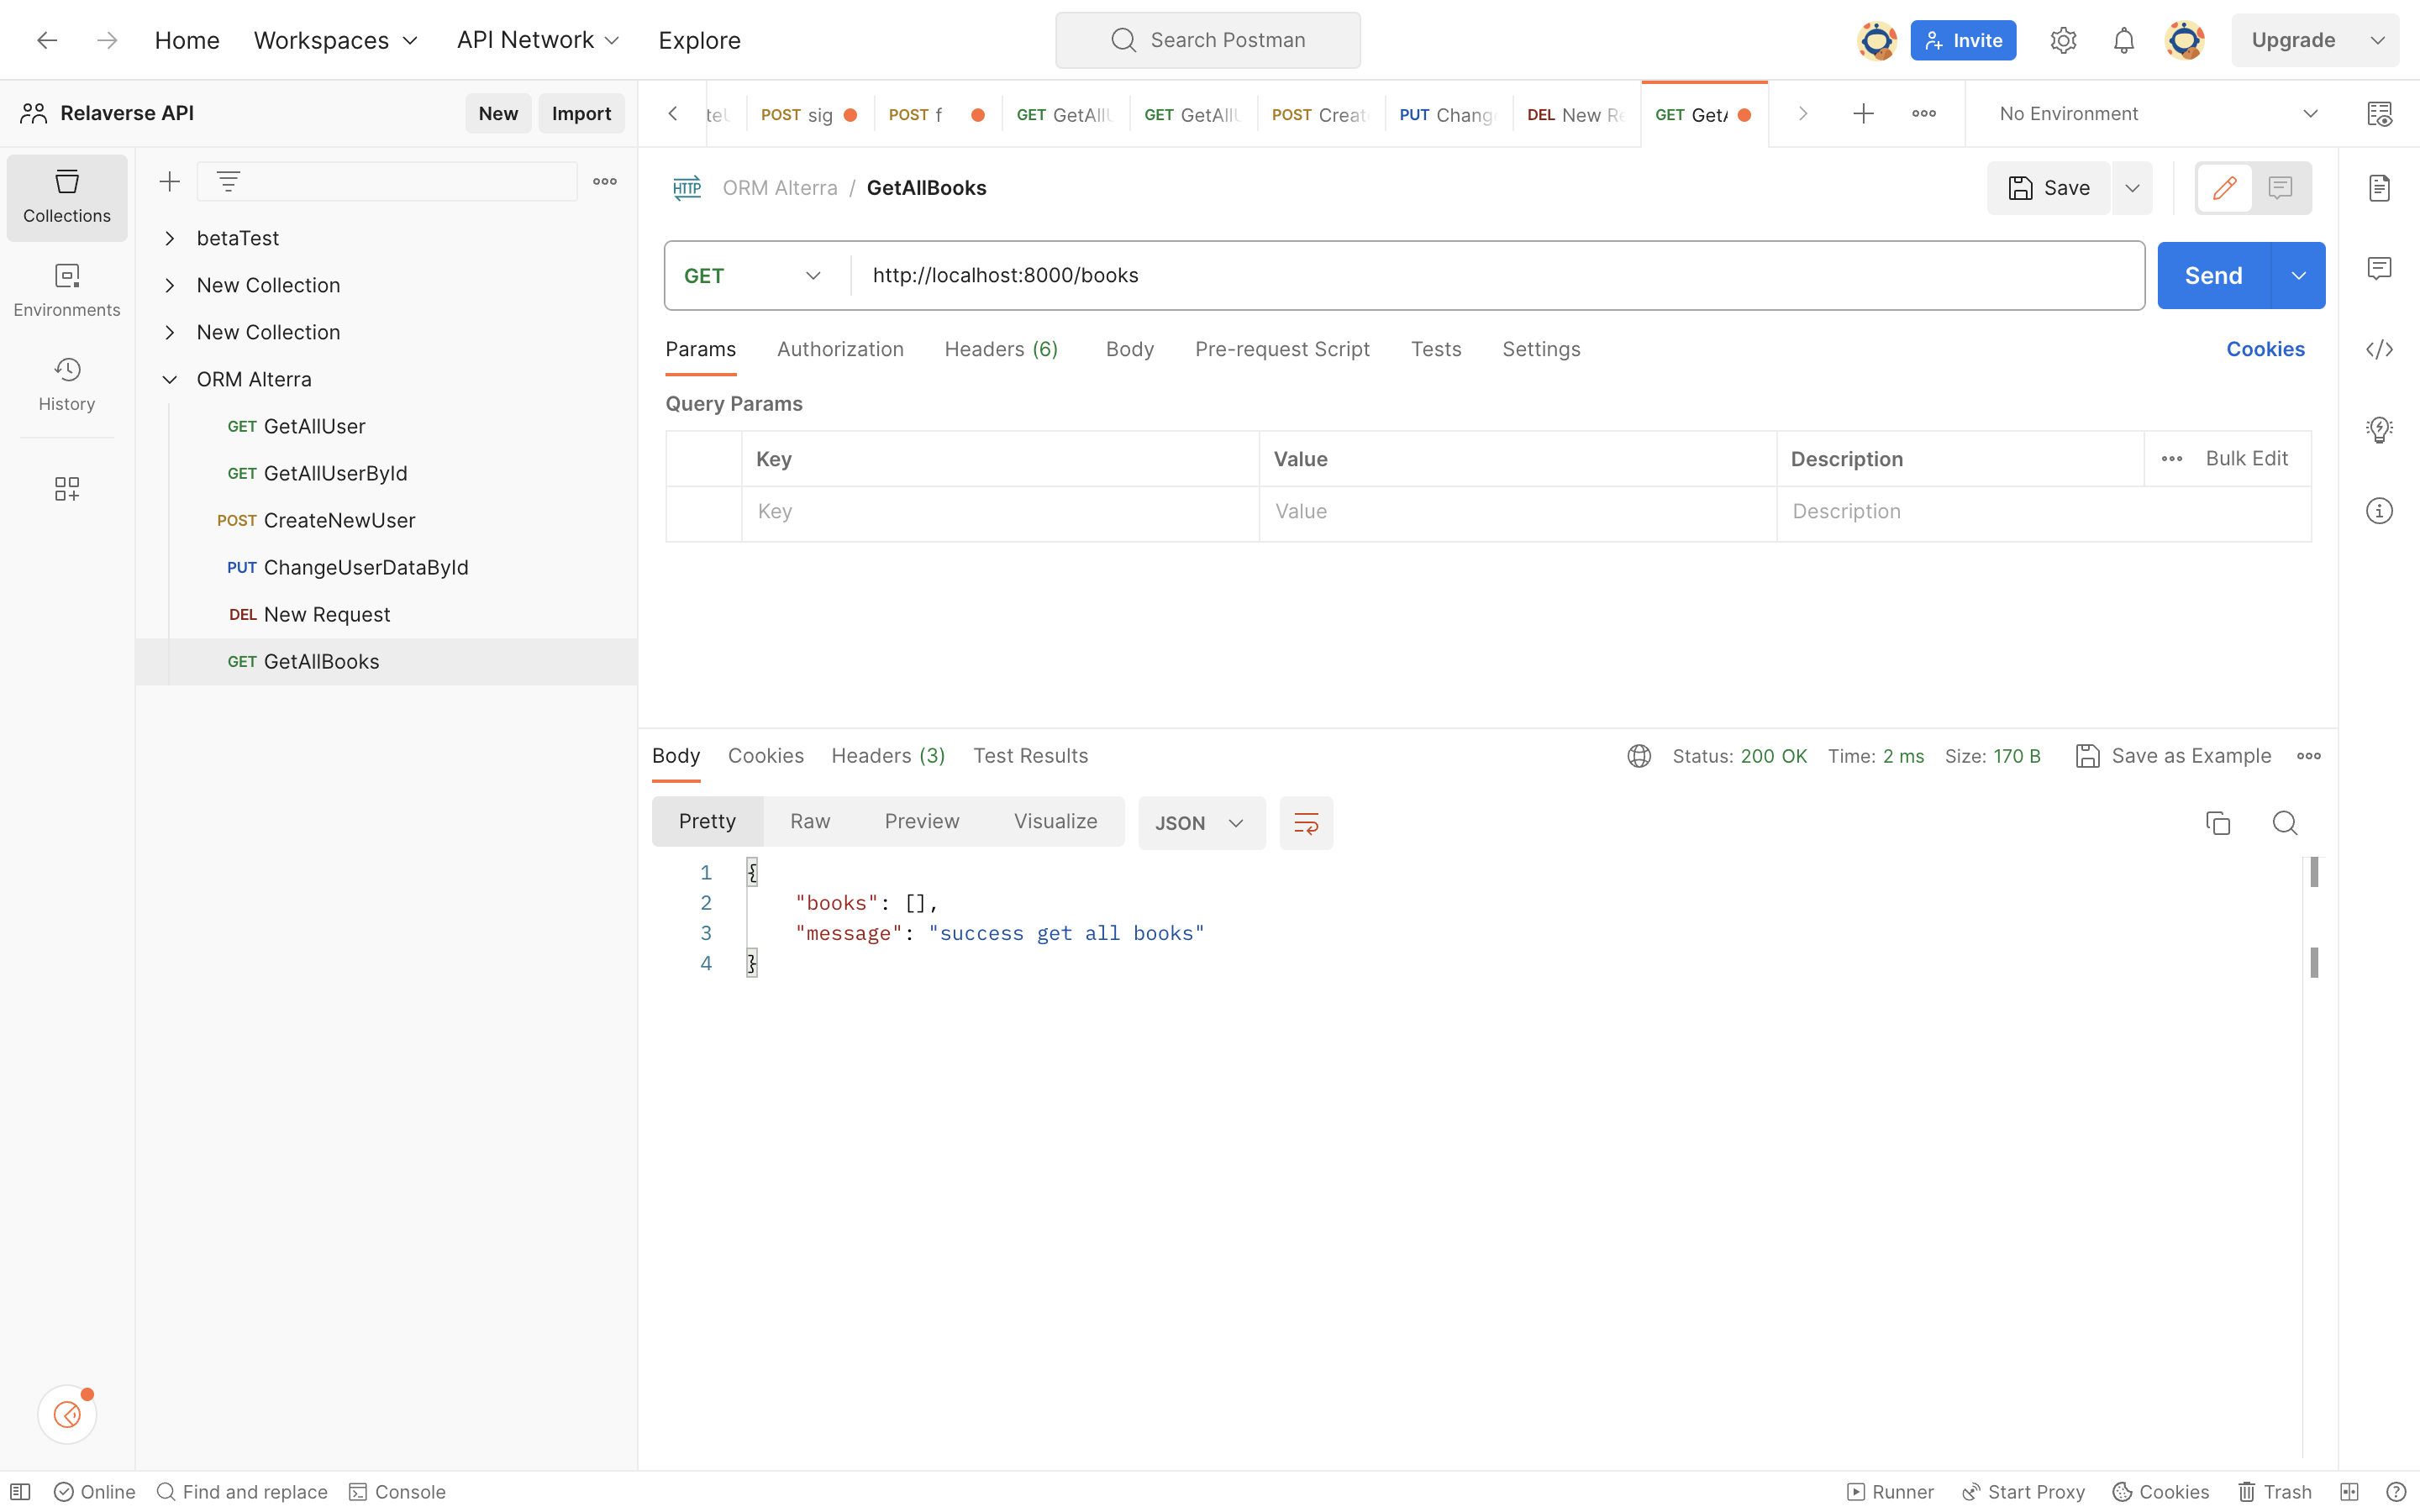 Home Workspaces API Network Explore Search Postman Invite Upgrade
Relaverse API New Import
POST sig POST f GET GetAllU GET GetAllU POST Creat PUT Chang DEL New Re GET GetA No Environment
Collections
Environments
History
betaTest
New Collection
New Collection
ORM Alterra
GET GetAllUser
GET GetAllUserById
POST CreateNewUser
PUT ChangeUserDataById
DEL New Request
GET GetAllBooks
HTTP ORM Alterra / GetAllBooks Save
GET http://localhost:8000/books Send
Params Authorization Headers (6) Body Pre-request Script Tests Settings Cookies
Query Params
Key Value Description Bulk Edit
Key Value Description
Body Cookies Headers (3) Test Results Status: 200 OK Time: 2 ms Size: 170 B Save as Example
Pretty Raw Preview Visualize JSON
1 {
2 "books": [],
3 "message": "success get all books"
4 }
Online Find and replace Console Runner Start Proxy Cookies Trash